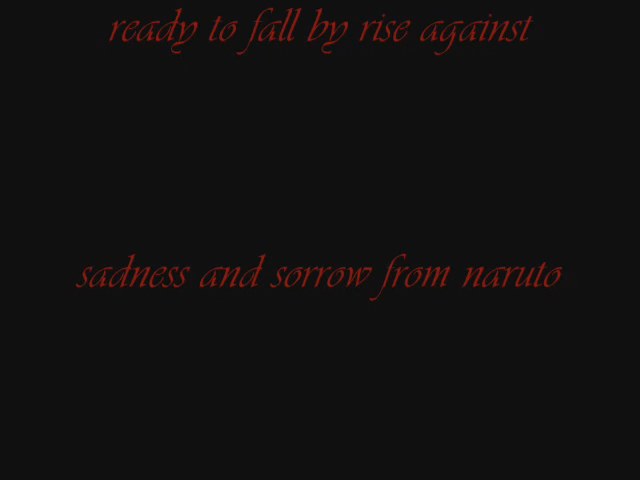 ready to fall by rise against
sadness and sorrow from naruto